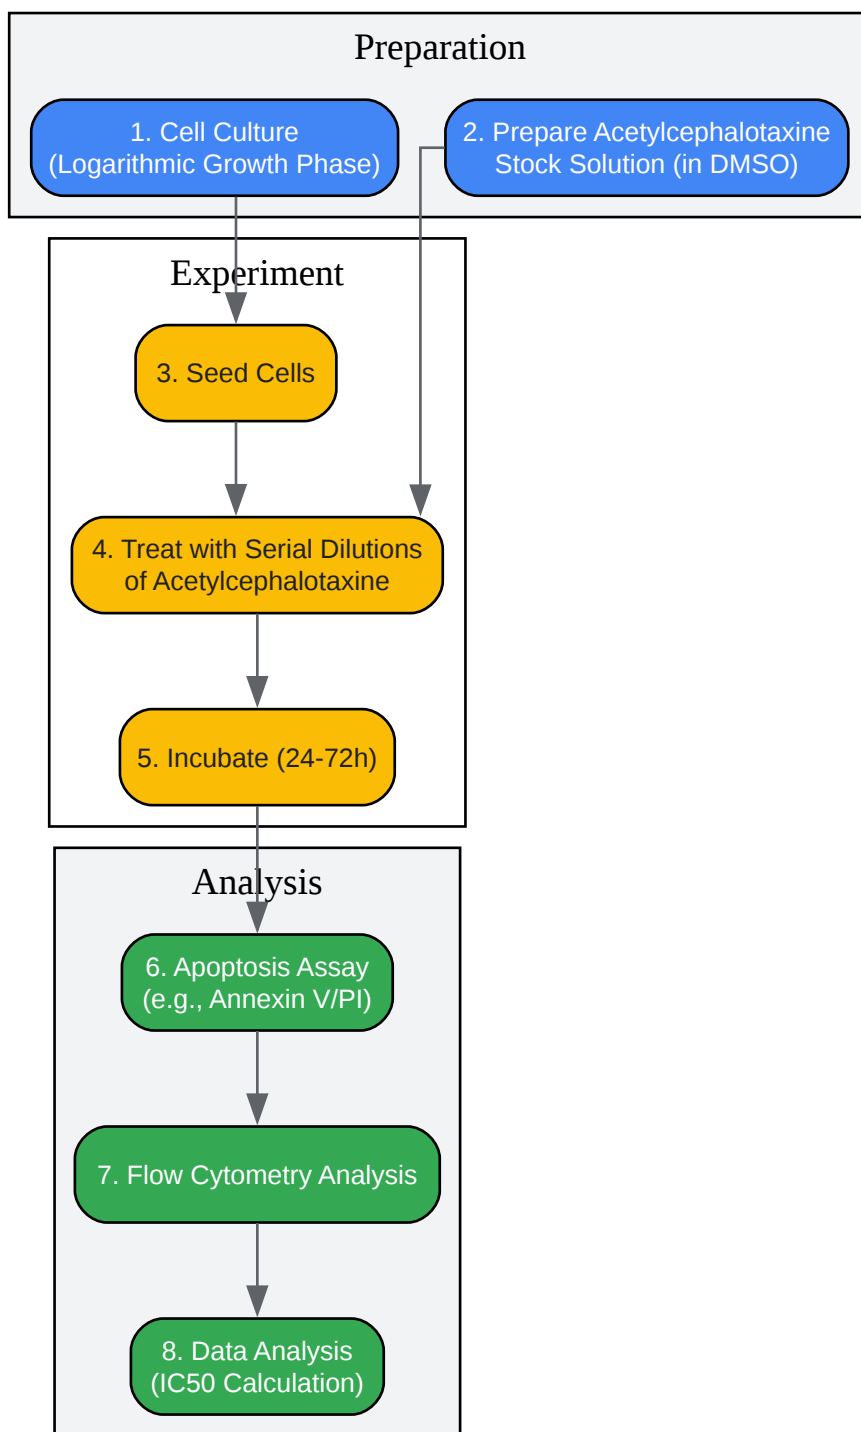 Preparation
1. Cell Culture
(Logarithmic Growth Phase)
2. Prepare Acetylcephalotaxine
Stock Solution (in DMSO)
Experiment
3. Seed Cells
4. Treat with Serial Dilutions
of Acetylcephalotaxine
5. Incubate (24-72h)
Analysis
6. Apoptosis Assay
(e.g., Annexin V/PI)
7. Flow Cytometry Analysis
8. Data Analysis
(IC50 Calculation)